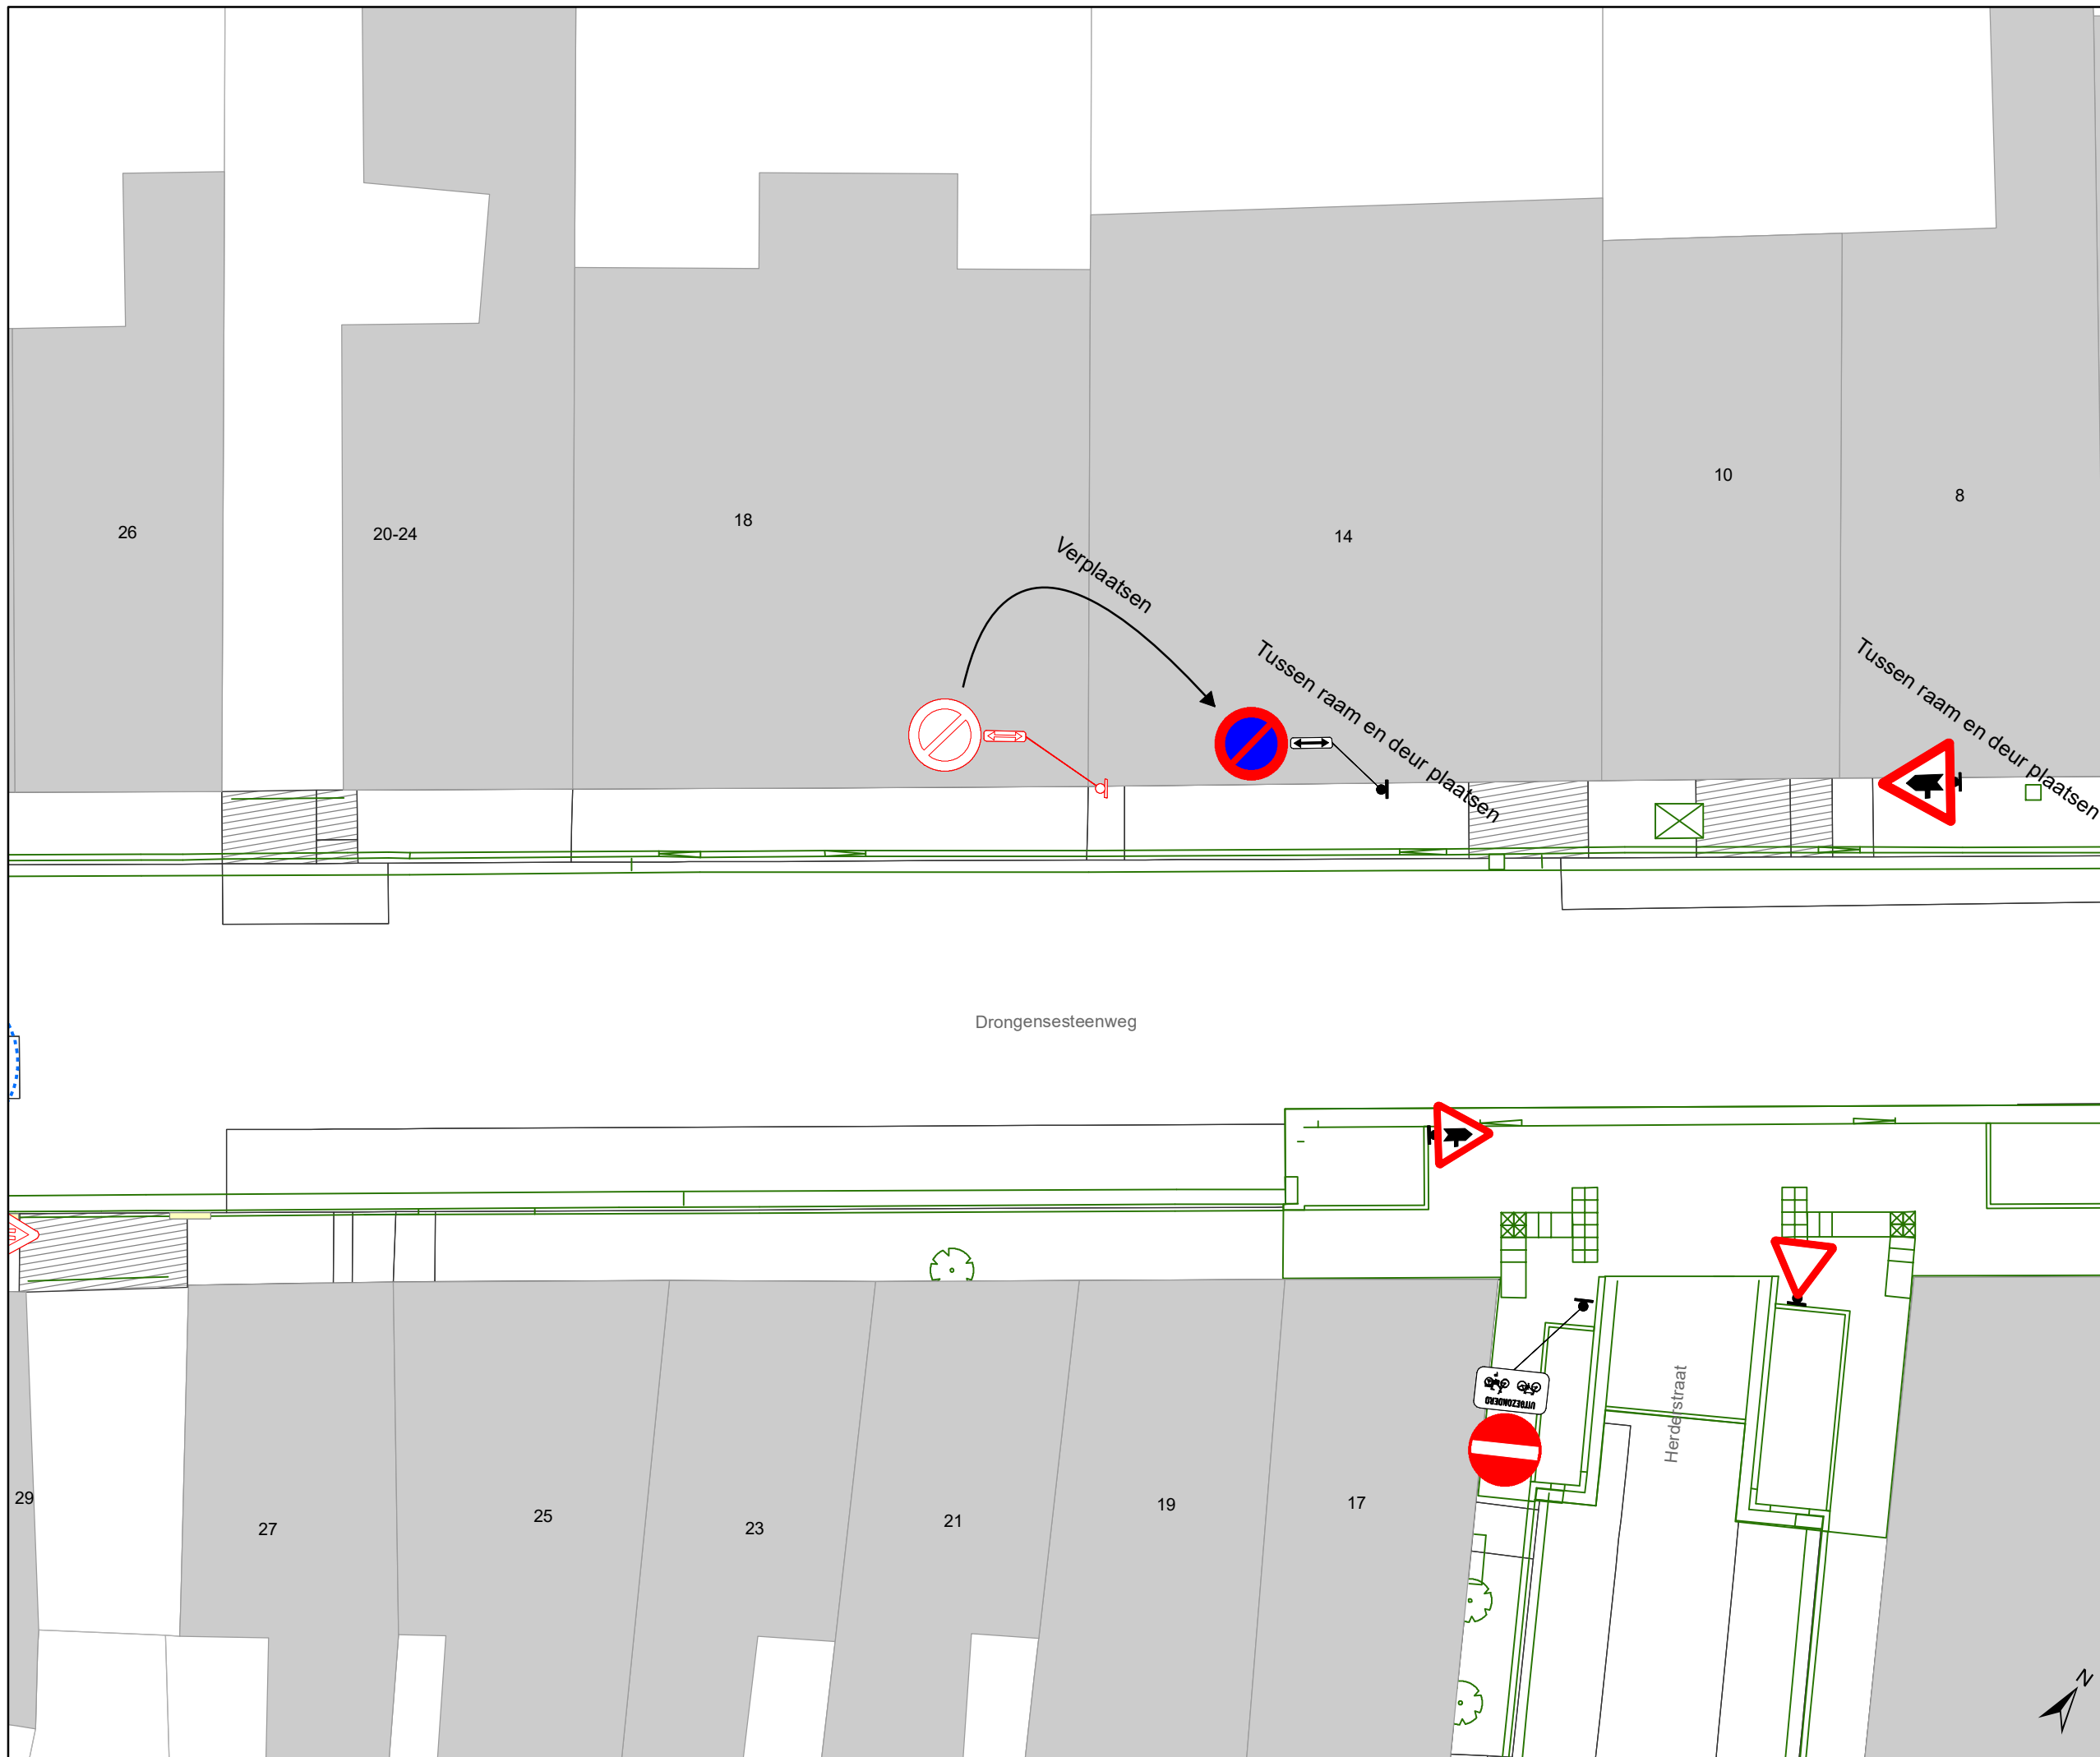 26
20-24
18
14
10
8
Verplaatsen
Tussen raam en deur plaatsen
Tussen raam en deur plaatsen
Drongensesteenweg
UITGEZONDERD
Herderstraat
29
27
25
23
21
19
17
N